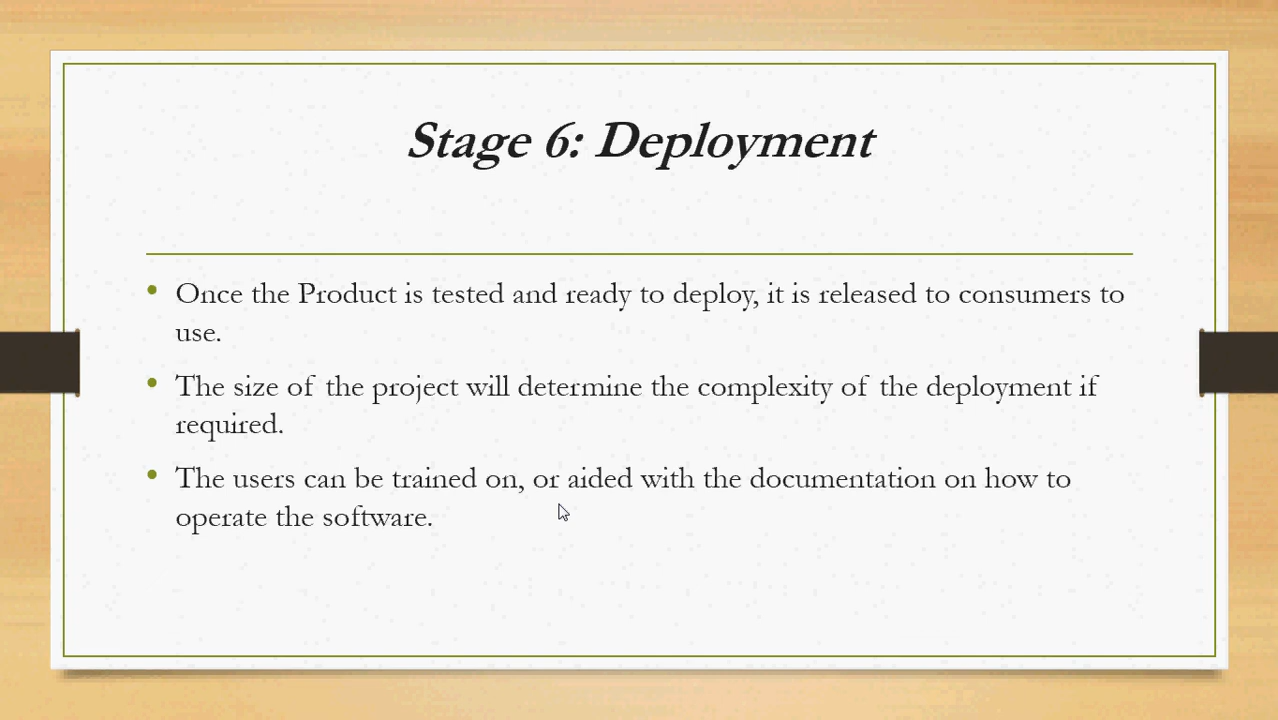 Stage 6: Deployment
• Once the Product is tested and ready to deploy, it is released to consumers to
use.
• The size of the project will determine the complexity of the deployment if
required.
• The users can be trained on, or aided with the documentation on how to
operate the software.